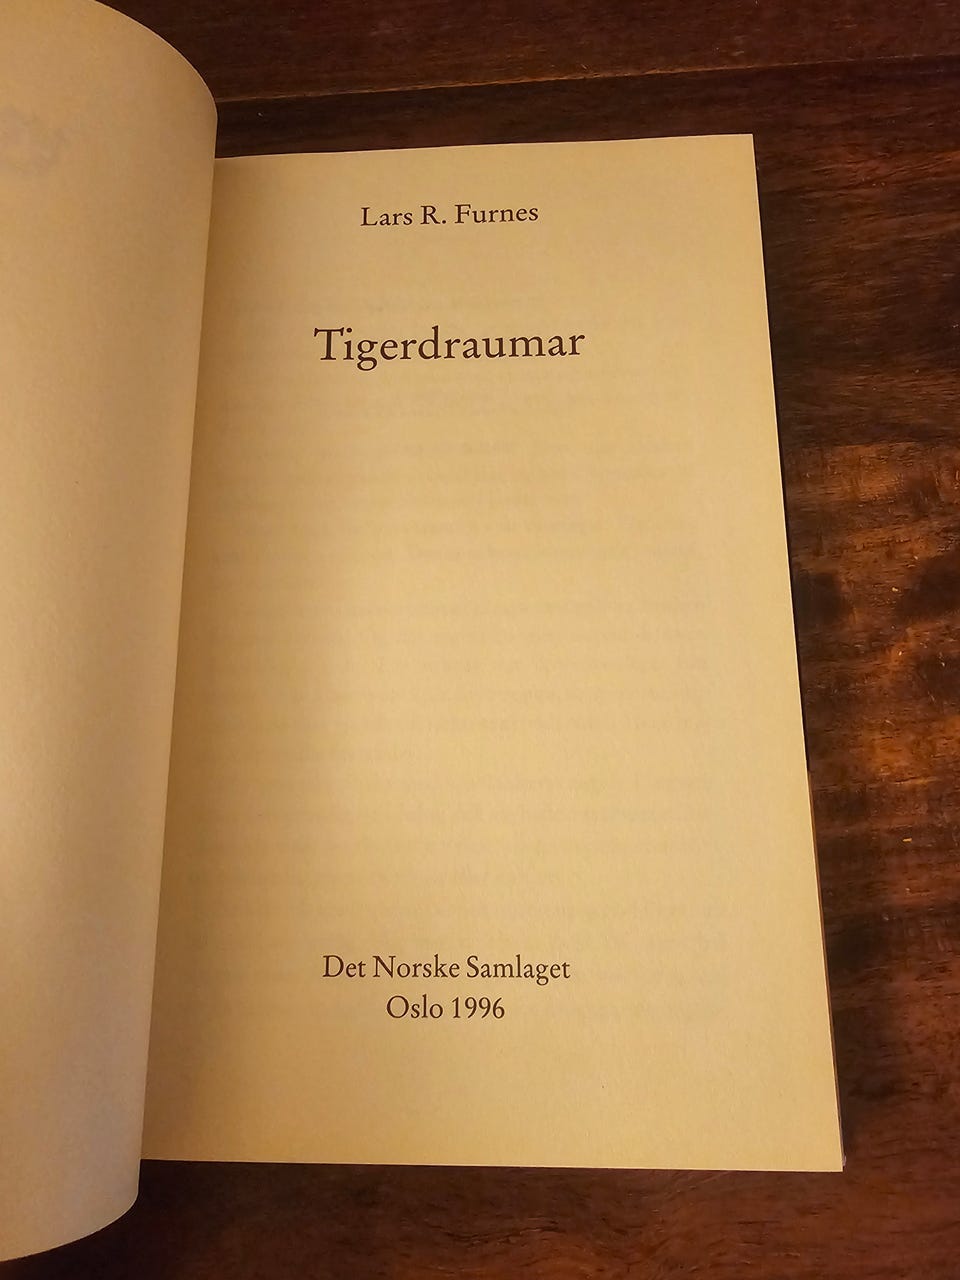 Lars R. Furnes
Tigerdraumar
Det Norske Samlaget
Oslo 1996